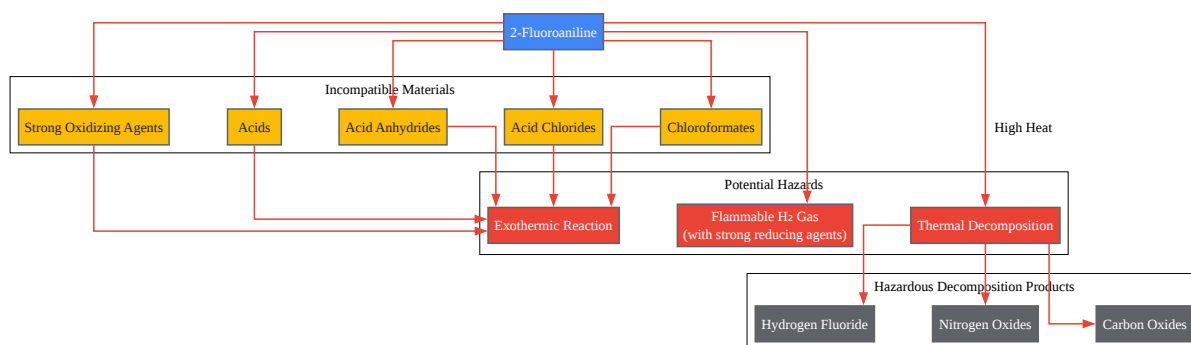 2-Fluoroaniline
Incompatible Materials
Strong Oxidizing Agents
Acids
Acid Anhydrides
Acid Chlorides
Chloroformates
High Heat
Potential Hazards
Exothermic Reaction
Flammable H₂ Gas
(with strong reducing agents)
Thermal Decomposition
Hazardous Decomposition Products
Hydrogen Fluoride
Nitrogen Oxides
Carbon Oxides